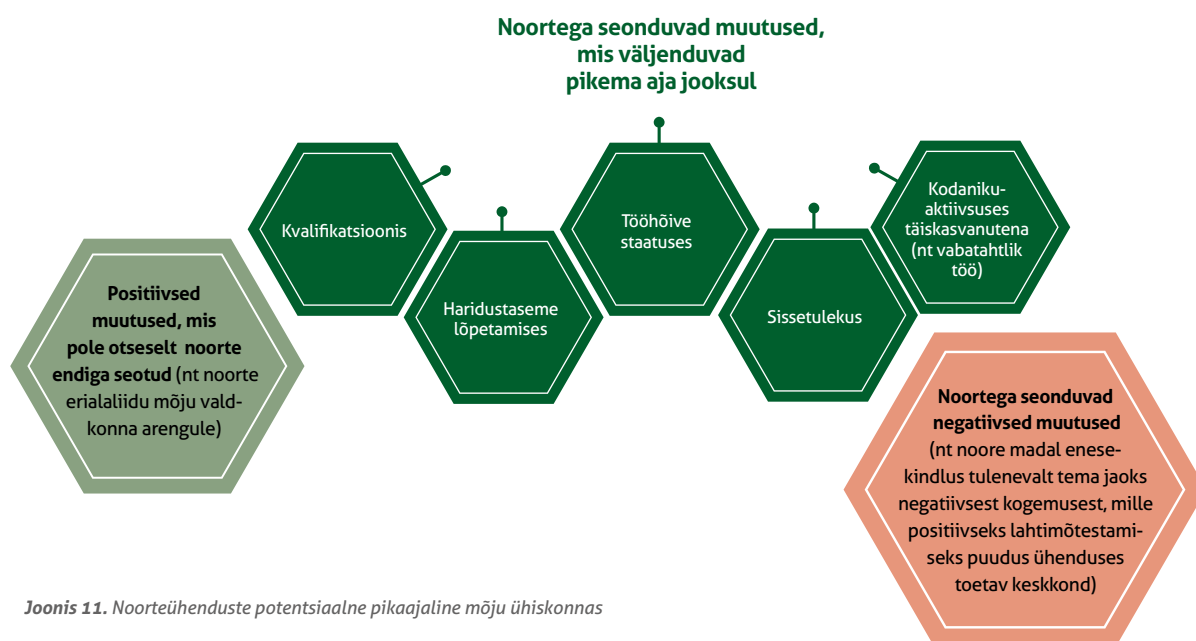 Noortega seonduvad muutused,
mis väljenduvad
pikema aja jooksul
Kvalifikatsioonis
Haridustaseme
lõpetamises
Tööhõive
staatuses
Sissetulekus
Kodaniku-
aktiivsuses
täiskasvanutena
(nt vabatahtlik
töö)
Positiivsed
muutused, mis
pole otseselt noorte
endiga seotud (nt noorte
erialaliidu mõju vald-
konna arengule)
Noortega seonduvad
negatiivsed muutused
(nt noore madal enese-
kindlus tulenevalt tema jaoks
negatiivsest kogemusest, mille
positiivseks lahtimõtestami-
seks puudus ühenduses
toetav keskkond)
Joonis 11. Noorteühenduste potentsiaalne pikaajaline mõju ühiskonnas